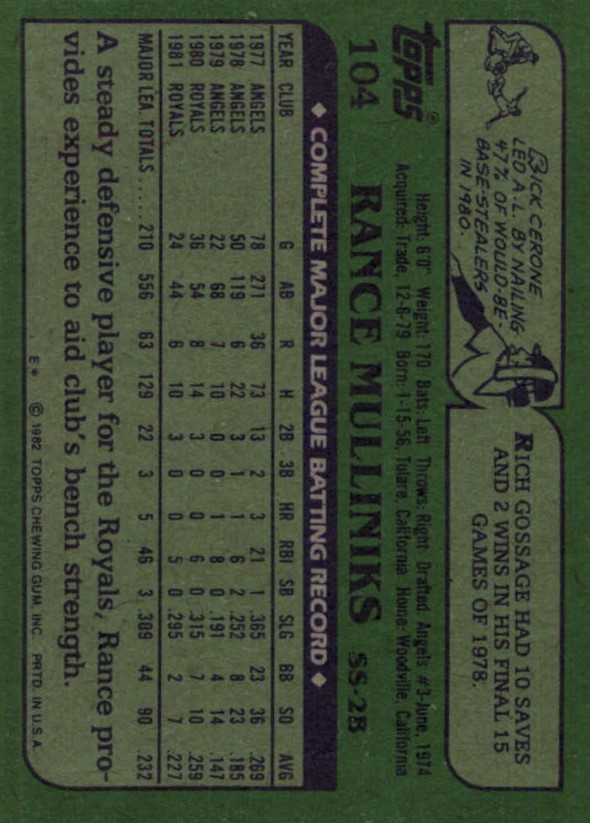 RICK CERONE
LED A.L. BY NAILING
47% OF WOULD-BE-
BASE-STEALERS
IN 1980.
RICH GOSSAGE HAD 10 SAVES
AND 2 WINS IN HIS FINAL 15
GAMES OF 1978.
topps®
Height: 6'0" Weight: 170 Bats: Left Throws: Right Drafted: Angels #3-June, 1974
Acquired: Trade, 12-6-79 Born: 1-15-56, Tulare, California Home: Woodville, California
104 RANCE MULLINIKS SS-2B
◆ COMPLETE MAJOR LEAGUE BATTING RECORD ◆
YEAR CLUB G AB R H 2B 3B HR RBI SB SLG BB SO AVG
1977 ANGELS 78 271 36 73 13 2 3 21 1 .365 23 36 .269
1978 ANGELS 50 119 6 22 3 1 1 6 2 .252 8 23 .185
1979 ANGELS 22 68 7 10 0 0 1 8 0 .191 4 14 .147
1980 ROYALS 36 54 8 14 3 0 0 6 0 .315 7 10 .259
1981 ROYALS 24 44 6 10 3 0 0 5 0 .295 2 7 .227
MAJOR LEA. TOTALS ..... 210 556 63 129 22 3 5 46 3 .309 44 90 .232
A steady defensive player for the Royals, Rance pro-
vides experience to aid club's bench strength.
E* © 1982 TOPPS CHEWING GUM, INC. PRTD. IN U.S.A.